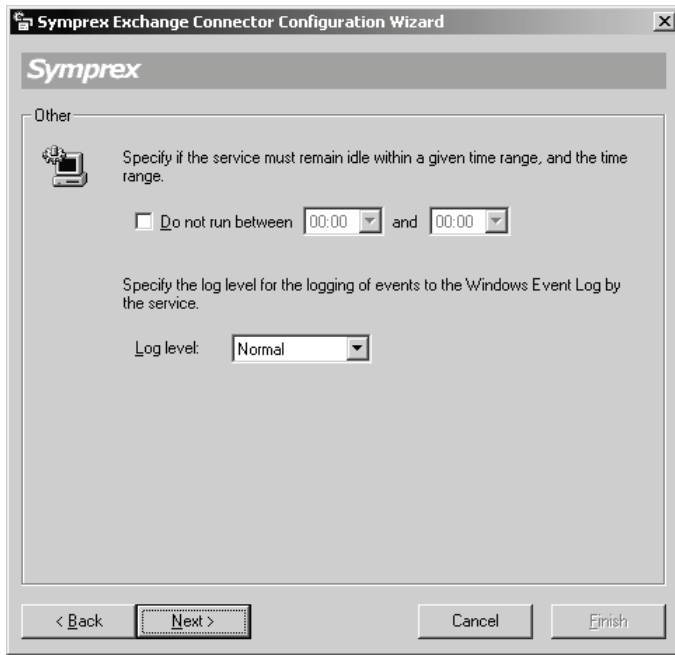 Symprex Exchange Connector Configuration Wizard
Symprex
Other
Specify if the service must remain idle within a given time range, and the time
range.
Do not run between 00:00 and 00:00
Specify the log level for the logging of events to the Windows Event Log by
the service.
Log level: Normal
< Back Next > Cancel Finish